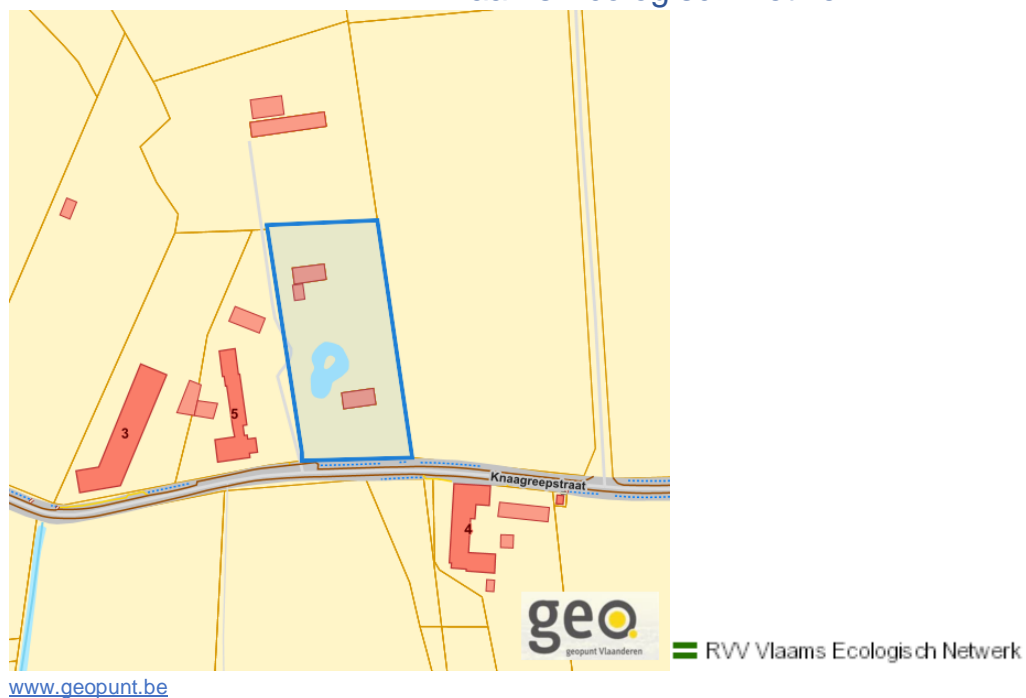 3
5
Knaagreepstraat
4
geo
geopunt Vlaanderen
RVV Vlaams Ecologisch Netwerk
www.geopunt.be